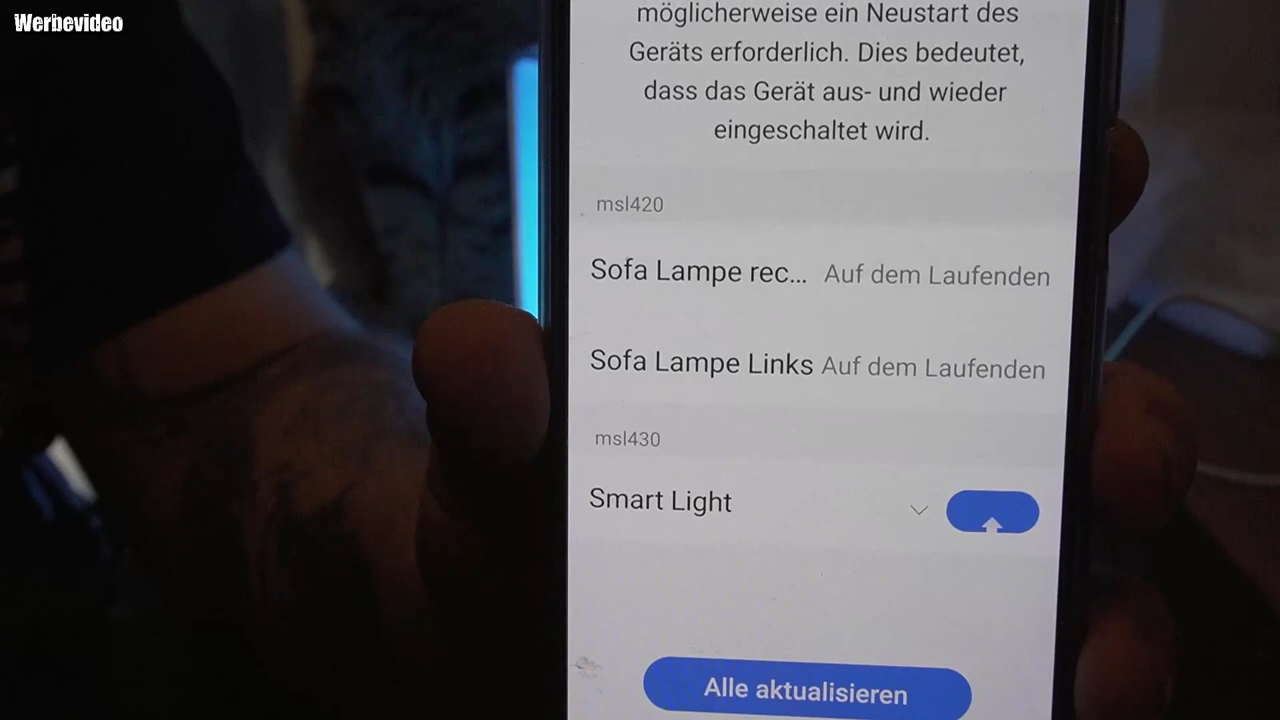 Werbevideo
möglicherweise ein Neustart des
Geräts erforderlich. Dies bedeutet,
dass das Gerät aus- und wieder
eingeschaltet wird.
msl420
Sofa Lampe rec... Auf dem Laufenden
Sofa Lampe Links Auf dem Laufenden
msl430
Smart Light
Alle aktualisieren